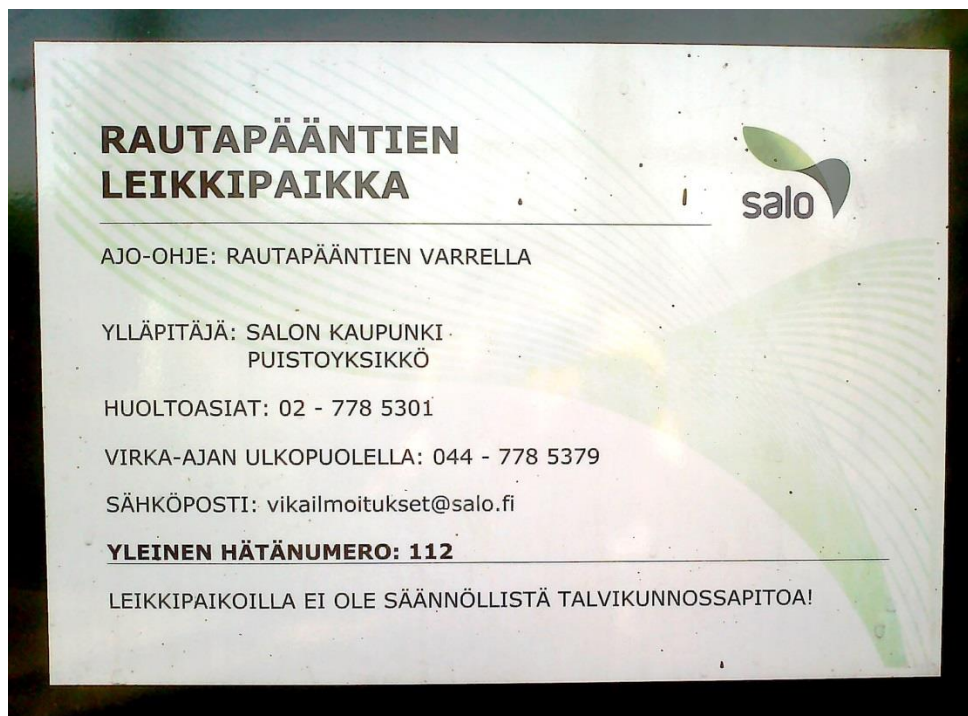 RAUTAPÄÄNTIEN
LEIKKIPAIKKA
salo
AJO-OHJE: RAUTAPÄÄNTIEN VARRELLA
YLLÄPITÄJÄ: SALON KAUPUNKI
PUISTOYKSIKKÖ
HUOLTOASIAT: 02 - 778 5301
VIRKA-AJAN ULKOPUOLELLA: 044 - 778 5379
SÄHKÖPOSTI: vikailmoitukset@salo.fi
YLEINEN HÄTÄNUMERO: 112
LEIKKIPAIKOILLA EI OLE SÄÄNNÖLLISTÄ TALVIKUNNOSSAPITOA!